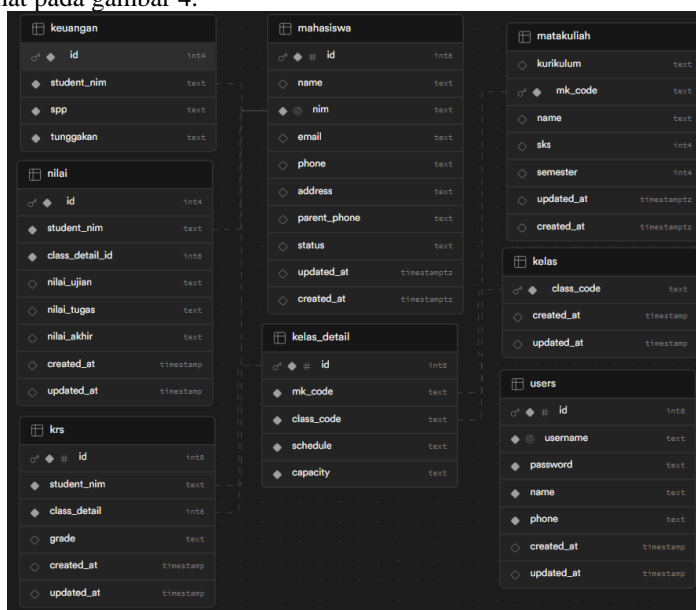 hat pada gambar 4.
keuangan
id int4
student_nim text
spp text
tunggakan text
nilai
id int4
student_nim text
class_detail_id int8
nilai_ujian text
nilai_tugas text
nilai_akhir text
created_at timestamp
updated_at timestamp
krs
id int8
student_nim text
class_detail int8
grade text
created_at timestamp
updated_at timestamp
mahasiswa
id int8
name text
nim text
email text
phone text
address text
parent_phone text
status text
updated_at timestamptz
created_at timestamptz
kelas_detail
id int8
mk_code text
class_code text
schedule text
capacity text
matakuliah
kurikulum text
mk_code text
name text
sks int4
semester int4
updated_at timestamptz
created_at timestamptz
kelas
class_code text
created_at timestamp
updated_at timestamp
users
id int8
username text
password text
name text
phone text
created_at timestamp
updated_at timestamp